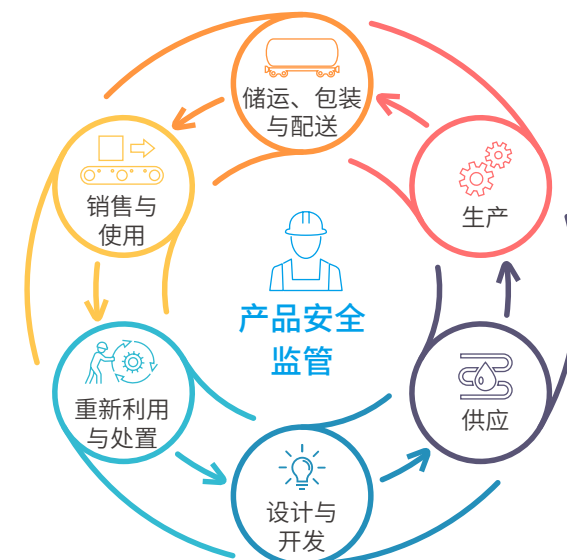 储运、包装
与配送
生产
销售与
使用
产品安全
监管
重新利用
与处置
供应
设计与
开发